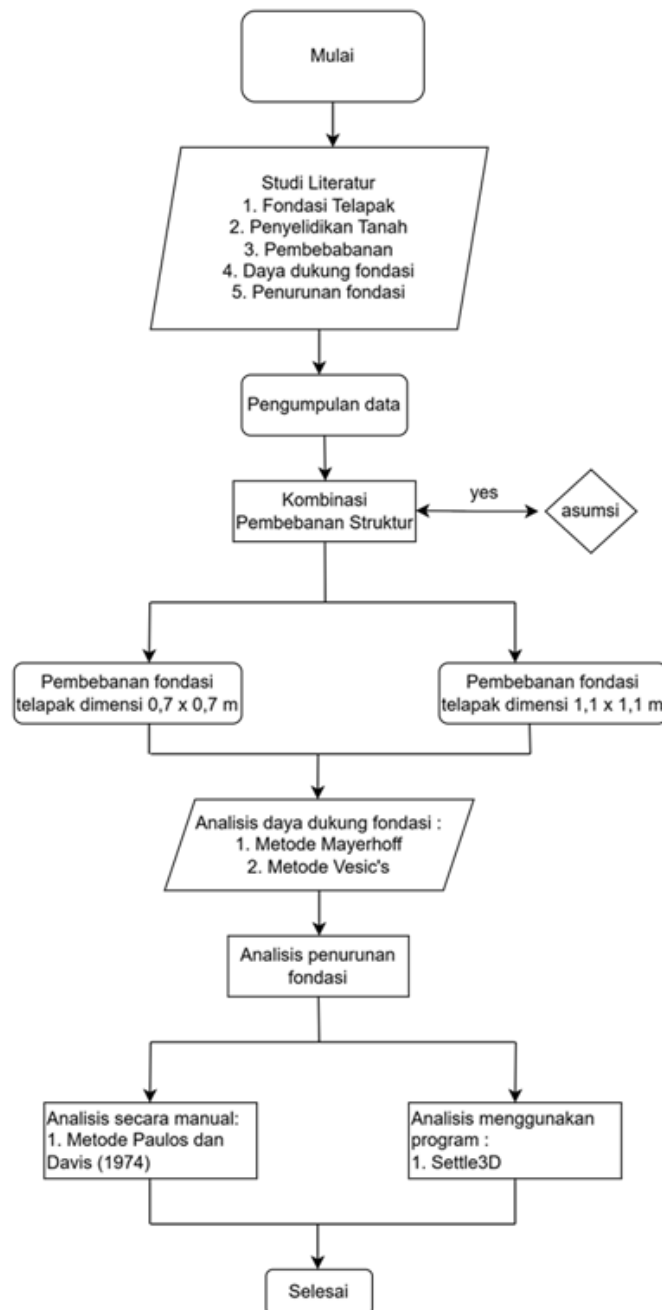 Mulai
Studi Literatur
1. Fondasi Telapak
2. Penyelidikan Tanah
3. Pembebabanan
4. Daya dukung fondasi
5. Penurunan fondasi
Pengumpulan data
Kombinasi
Pembebanan Struktur
yes
asumsi
Pembebanan fondasi
telapak dimensi 0,7 x 0,7 m
Pembebanan fondasi
telapak dimensi 1,1 x 1,1 m
Analisis daya dukung fondasi :
1. Metode Mayerhoff
2. Metode Vesic's
Analisis penurunan
fondasi
Analisis secara manual:
1. Metode Paulos dan
Davis (1974)
Analisis menggunakan
program :
1. Settle3D
Selesai